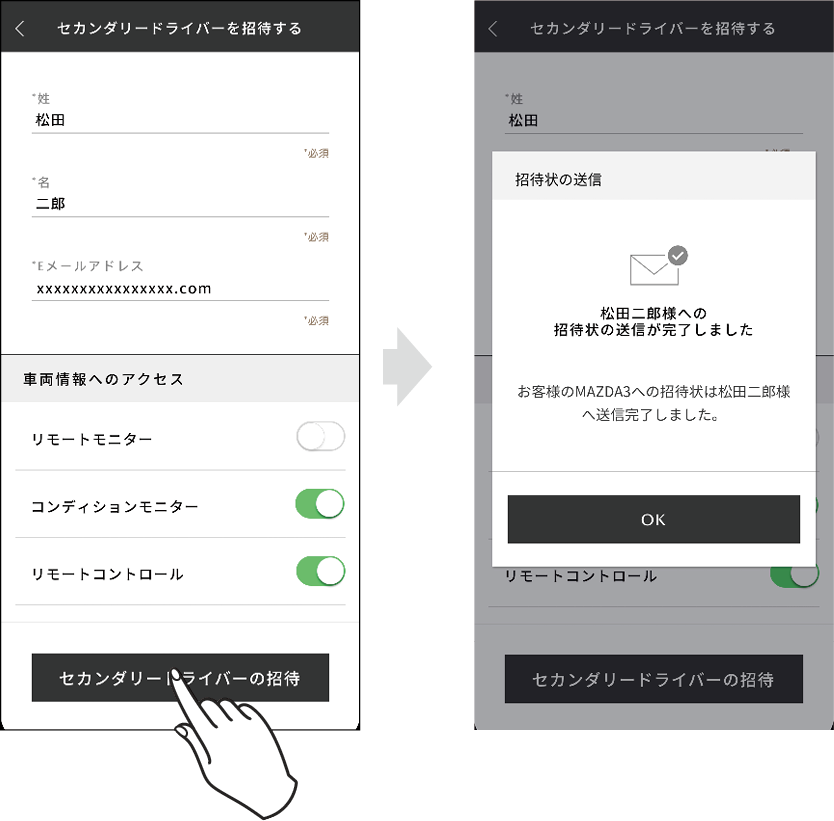 セカンダリードライバーを招待する
*姓
松田
*必須
*名
二郎
*必須
*Eメールアドレス
xxxxxxxxxxxxxxxx.com
*必須
車両情報へのアクセス
リモートモニター
コンディションモニター
リモートコントロール
セカンダリードライバーの招待
セカンダリードライバーを招待する
*姓
松田
*必須
招待状の送信
松田二郎様への
招待状の送信が完了しました
お客様のMAZDA3への招待状は松田二郎様
へ送信完了しました。
OK
リモートコントロール
セカンダリードライバーの招待